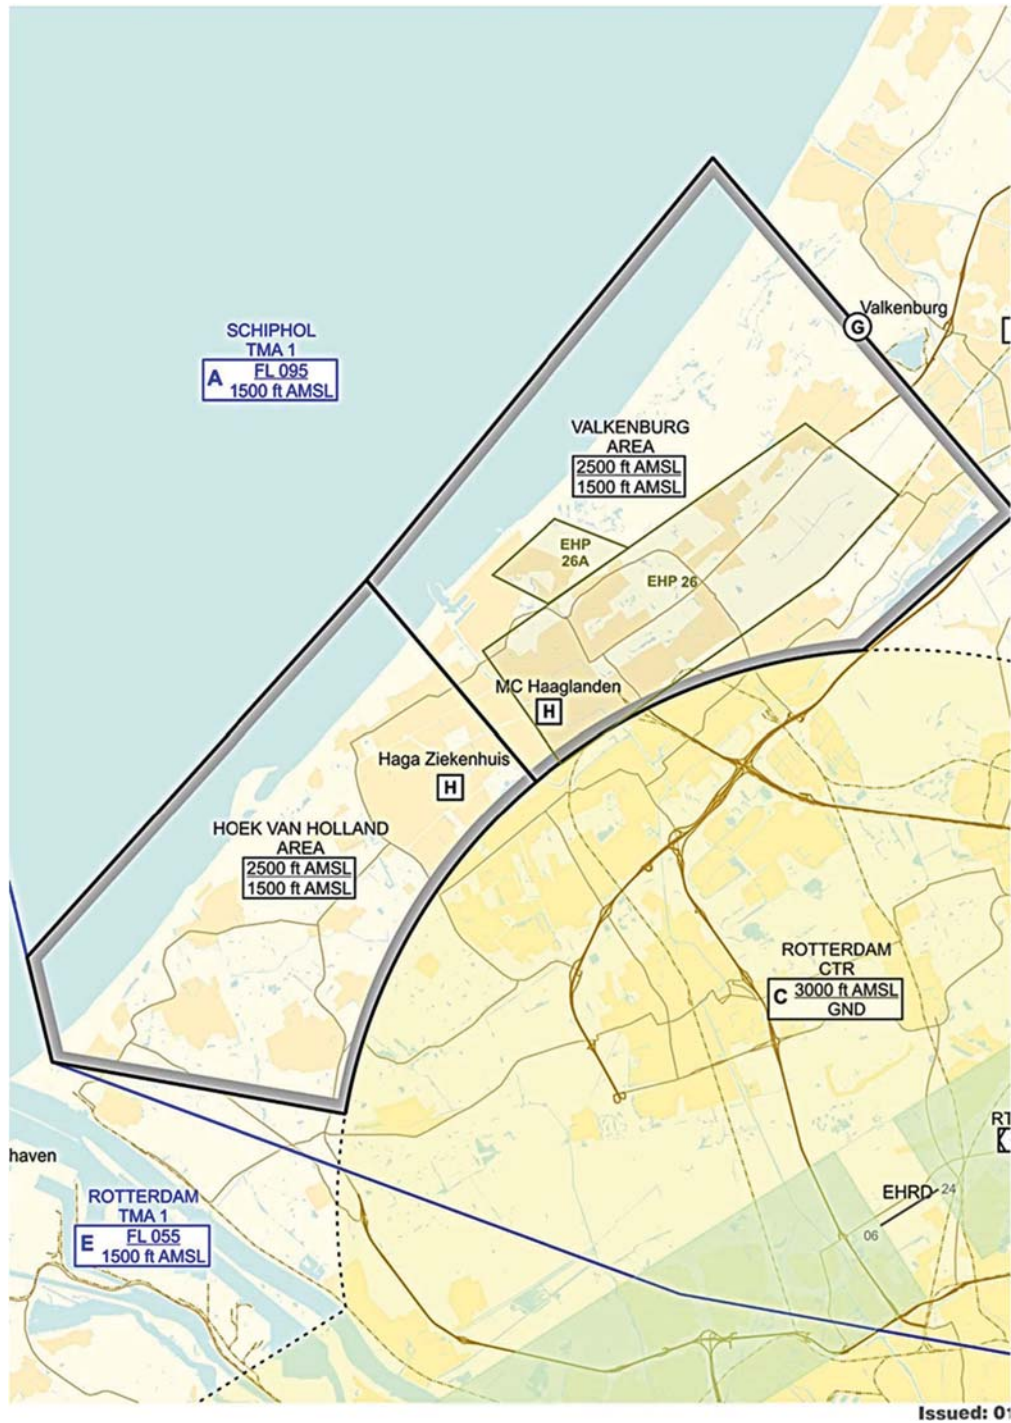 Valkenburg
G
SCHIPHOL
TMA 1
A FL 095
1500 ft AMSL
VALKENBURG
AREA
2500 ft AMSL
1500 ft AMSL
EHP
26A
EHP 26
MC Haaglanden
H
Haga Ziekenhuis
H
HOEK VAN HOLLAND
AREA
2500 ft AMSL
1500 ft AMSL
ROTTERDAM
CTR
C 3000 ft AMSL
GND
RT
haven
ROTTERDAM
TMA 1
E FL 055
1500 ft AMSL
EHRD
24
06
Issued: